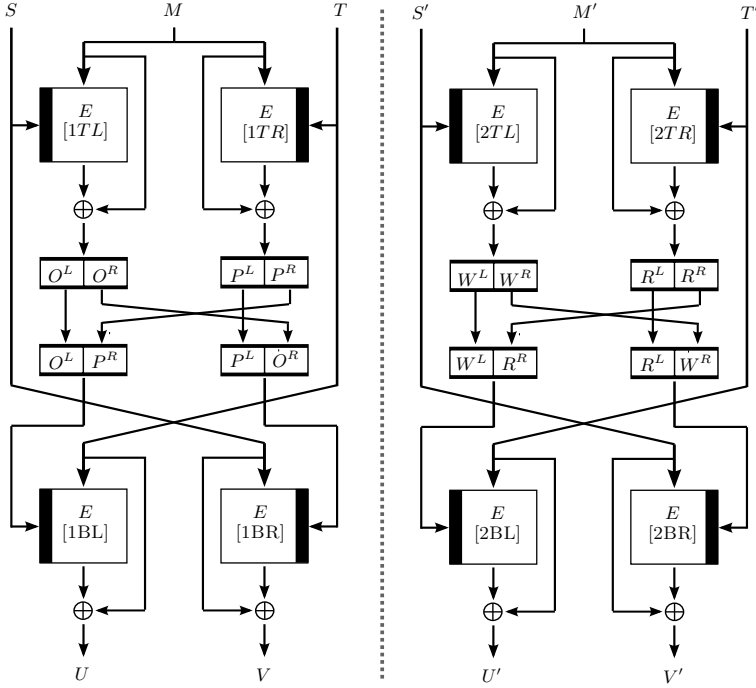 S M T S′ M′ T′
E E E E
[1TL] [1TR] [2TL] [2TR]
O^L O^R P^L P^R W^L W^R R^L R^R
O^L P^R P^L O^R W^L R^R R^L W^R
E E E E
[1BL] [1BR] [2BL] [2BR]
U V U′ V′